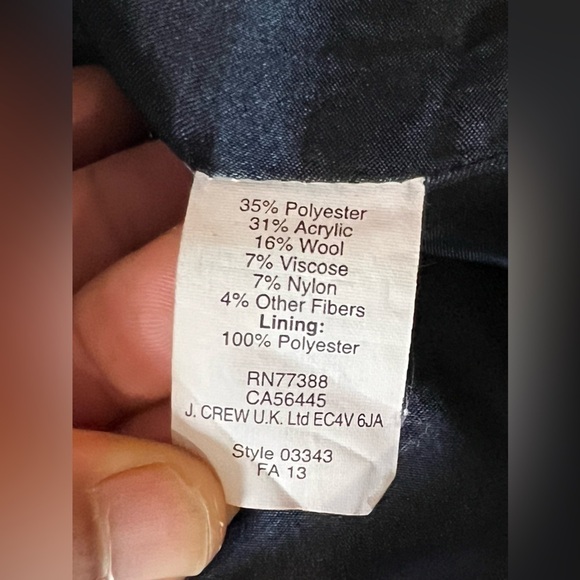 35% Polyester
31% Acrylic
16% Wool
7% Viscose
7% Nylon
4% Other Fibers
Lining:
100% Polyester
RN77388
CA56445
J. CREW U.K. Ltd EC4V 6JA
Style 03343
FA 13